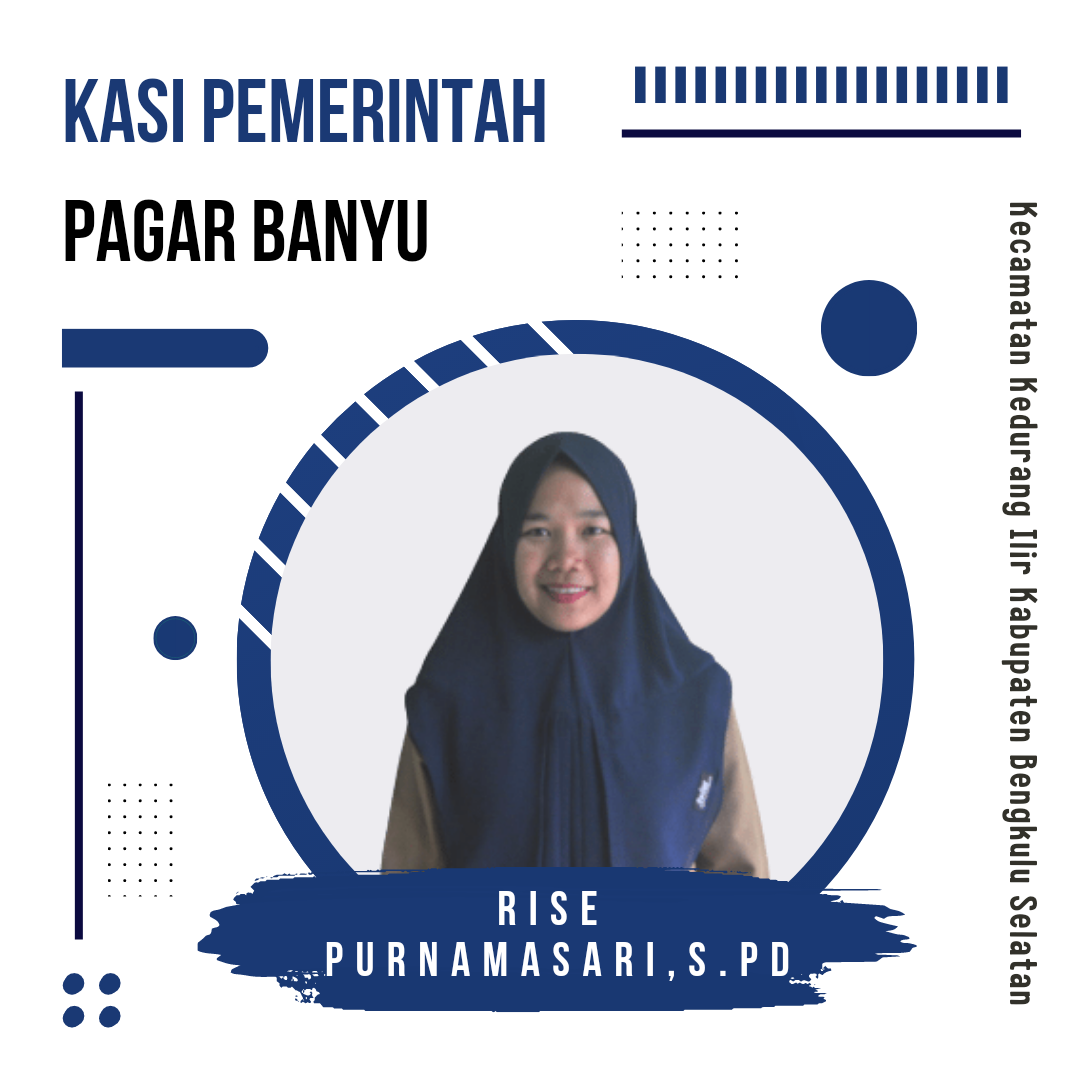 KASI PEMERINTAH
PAGAR BANYU
Kecamatan Kedurang Ilir Kabupaten Bengkulu Selatan
RISE
PURNAMASARI,S.PD